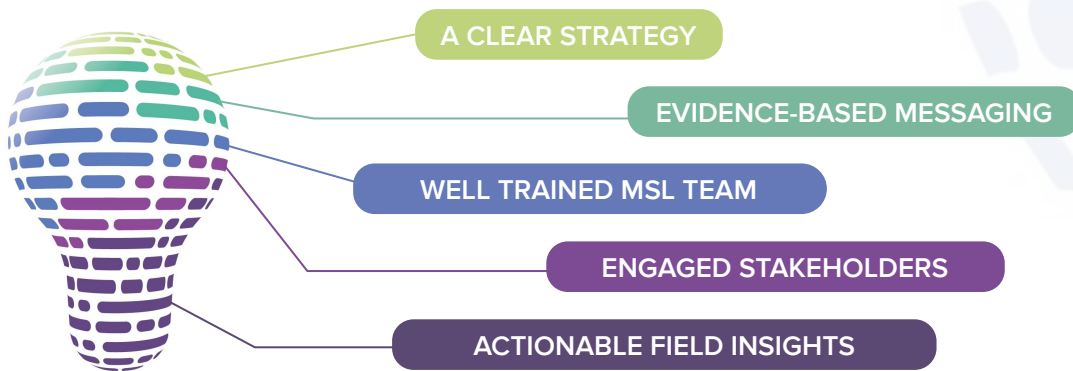 A CLEAR STRATEGY
EVIDENCE-BASED MESSAGING
WELL TRAINED MSL TEAM
ENGAGED STAKEHOLDERS
ACTIONABLE FIELD INSIGHTS